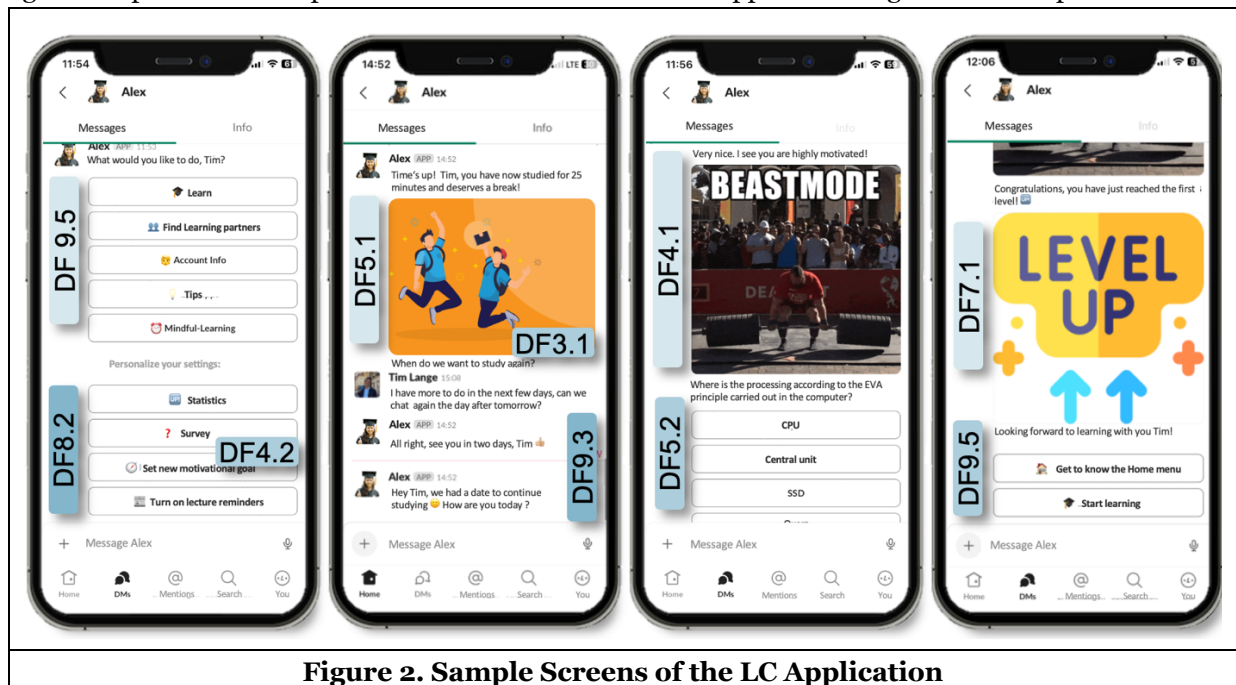 11:54
Alex
Messages Info
Alex APP 11:53
What would you like to do, Tim?
Learn
Find Learning partners
Account Info
Tips
Mindful-Learning
Personalize your settings:
Statistics
Survey
Set new motivational goal
Turn on lecture reminders
Message Alex
Home DMs Mentions Search You
DF 9.5
DF8.2
DF4.2
14:52
LTE
Alex
Messages Info
Alex APP 14:52
Time's up! Tim, you have now studied for 25
minutes and deserves a break!
When do we want to study again?
Tim Lange 15:08
I have more to do in the next few days, can we
chat again the day after tomorrow?
Alex APP 14:52
All right, see you in two days, Tim
Alex APP 14:52
Hey Tim, we had a date to continue
studying How are you today ?
Message Alex
Home DMs Mentions Search You
DF5.1
DF3.1
DF9.3
11:56
Alex
Messages Info
Very nice. I see you are highly motivated!
BEASTMODE
Where is the processing according to the EVA
principle carried out in the computer?
CPU
Central unit
SSD
Message Alex
Home DMs Mentions Search You
DF4.1
DF5.2
12:06
Alex
Messages Info
Congratulations, you have just reached the first
level!
LEVEL
UP
Looking forward to learning with you Tim!
Get to know the Home menu
Start learning
Message Alex
Home DMs Mentions Search You
DF7.1
DF9.5
Figure 2. Sample Screens of the LC Application